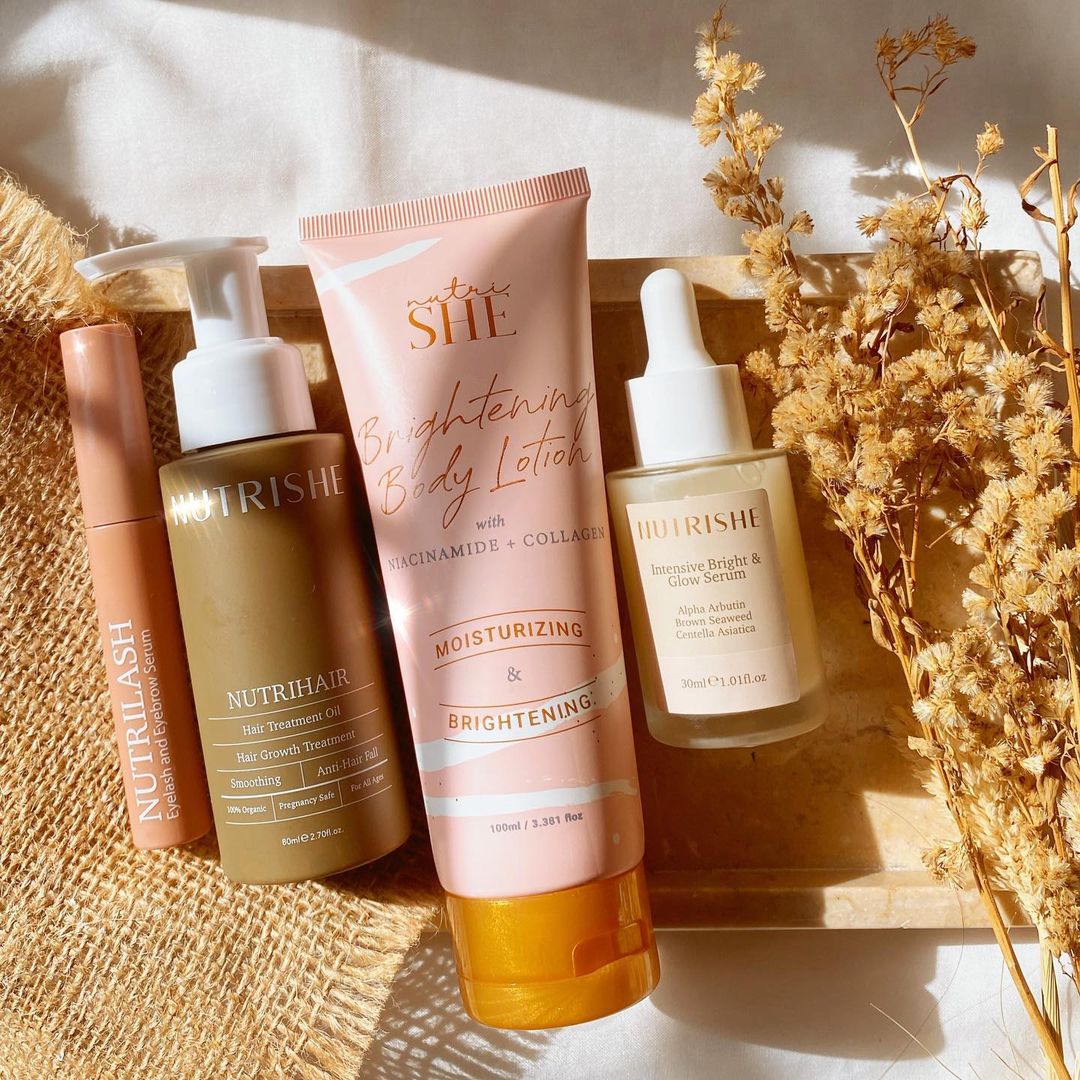 NUTRILASH
Eyelash and Eyebrow Serum
NUTRISHE
NUTRIHAIR
Hair Treatment Oil
Hair Growth Treatment
Smoothing
Anti-Hair Fall
100% Organic
Pregnancy Safe
For All Ages
80ml ℮ 2.70fl.oz.
nutri
SHE
Brightening
Body Lotion
with
NIACINAMIDE + COLLAGEN
MOISTURIZING
&
BRIGHTENING
100ml / 3.381 floz
NUTRISHE
Intensive Bright &
Glow Serum
Alpha Arbutin
Brown Seaweed
Centella Asiatica
30ml ℮ 1.01fl.oz